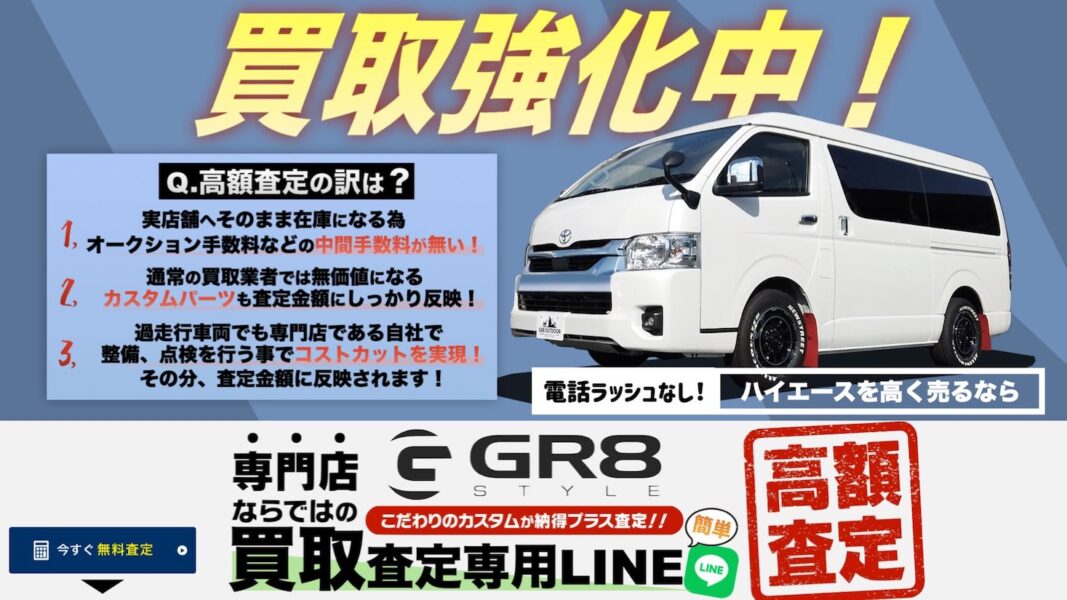 買取強化中！
Q.高額査定の訳は？
1,
実店舗へそのまま在庫になる為
オークション手数料などの中間手数料が無い！
2,
通常の買取業者では無価値になる
カスタムパーツも査定金額にしっかり反映！
3,
過走行車両でも専門店である自社で
整備、点検を行う事でコストカットを実現！
その分、査定金額に反映されます！
電話ラッシュなし！
ハイエースを高く売るなら
専門店
ならではの
GR8
STYLE
こだわりのカスタムが納得プラス査定!!
買取査定専用LINE
簡単
LINE
高額
査定
今すぐ無料査定